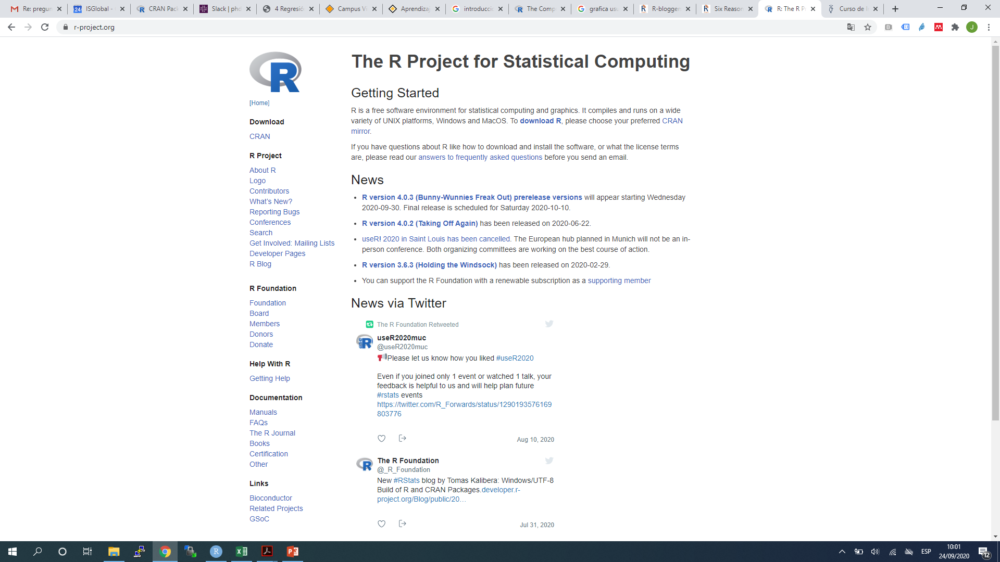 Re: pregun
24 ISGlobal -
CRAN Pack
Slack | phd
4 Regresió
Campus Vi
Aprendizaj
introducció
The Comp
grafica usu
R-blogger
Six Reason
R: The R P
Curso de I
r-project.org
J
R
[Home]
Download
CRAN
R Project
About R
Logo
Contributors
What's New?
Reporting Bugs
Conferences
Search
Get Involved: Mailing Lists
Developer Pages
R Blog
R Foundation
Foundation
Board
Members
Donors
Donate
Help With R
Getting Help
Documentation
Manuals
FAQs
The R Journal
Books
Certification
Other
Links
Bioconductor
Related Projects
GSoC
The R Project for Statistical Computing
Getting Started
R is a free software environment for statistical computing and graphics. It compiles and runs on a wide
variety of UNIX platforms, Windows and MacOS. To download R, please choose your preferred CRAN
mirror.
If you have questions about R like how to download and install the software, or what the license terms
are, please read our answers to frequently asked questions before you send an email.
News
• R version 4.0.3 (Bunny-Wunnies Freak Out) prerelease versions will appear starting Wednesday
2020-09-30. Final release is scheduled for Saturday 2020-10-10.
• R version 4.0.2 (Taking Off Again) has been released on 2020-06-22.
• useR! 2020 in Saint Louis has been cancelled. The European hub planned in Munich will not be an in-
person conference. Both organizing committees are working on the best course of action.
• R version 3.6.3 (Holding the Windsock) has been released on 2020-02-29.
• You can support the R Foundation with a renewable subscription as a supporting member
News via Twitter
The R Foundation Retweeted
useR2020muc
@useR2020muc
Please let us know how you liked #useR2020
Even if you joined only 1 event or watched 1 talk, your
feedback is helpful to us and will help plan future
#rstats events
https://twitter.com/R_Forwards/status/1290193576169
803776
Aug 10, 2020
The R Foundation
@_R_Foundation
New #RStats blog by Tomas Kalibera: Windows/UTF-8
Build of R and CRAN Packages.developer.r-
project.org/Blog/public/20…
Jul 31, 2020
R
ESP
10:01
24/09/2020
12